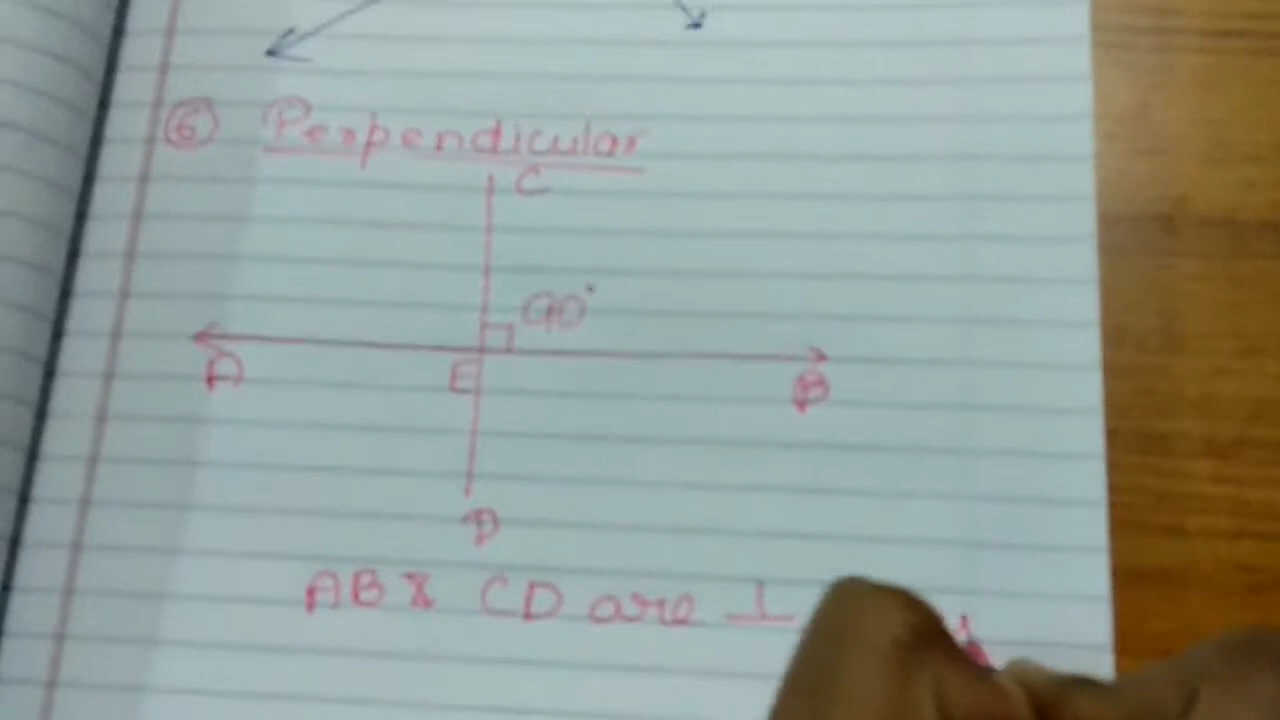 ⑥ Perpendicular
C
90°
A E B
D
AB & CD are ⊥